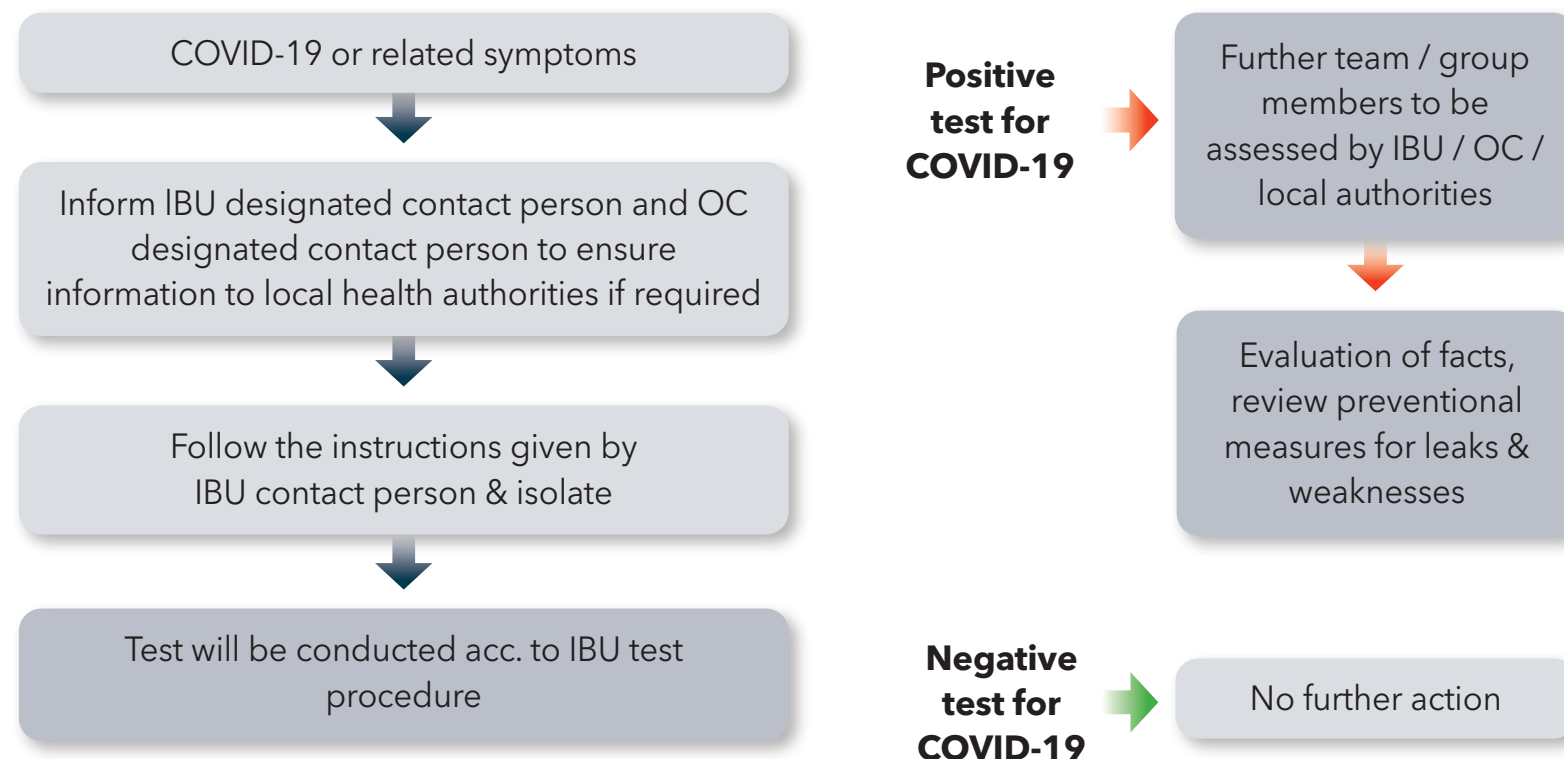 COVID-19 or related symptoms
Inform IBU designated contact person and OC
designated contact person to ensure
information to local health authorities if required
Follow the instructions given by
IBU contact person & isolate
Test will be conducted acc. to IBU test
procedure
Positive
test for
COVID-19
Further team / group
members to be
assessed by IBU / OC /
local authorities
Evaluation of facts,
review preventional
measures for leaks &
weaknesses
Negative
test for
COVID-19
No further action